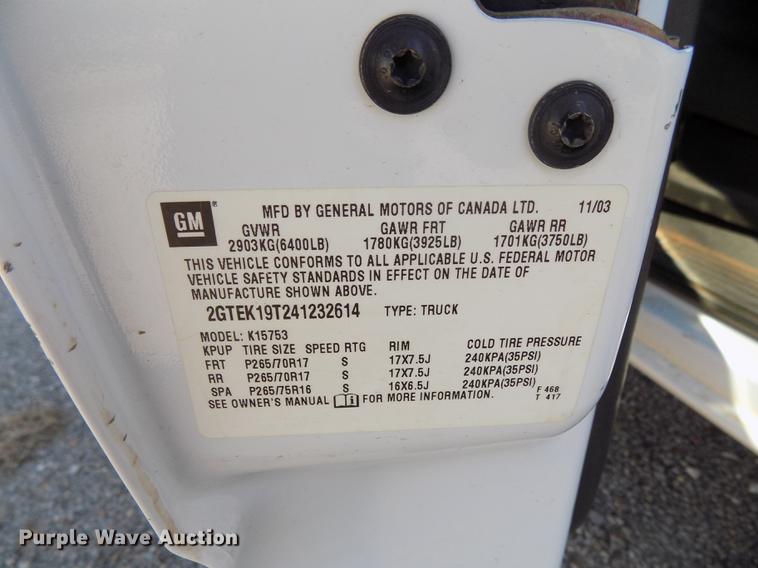 GM ® MFD BY GENERAL MOTORS OF CANADA LTD. 11/03
GVWR GAWR FRT GAWR RR
2903KG(6400LB) 1780KG(3925LB) 1701KG(3750LB)
THIS VEHICLE CONFORMS TO ALL APPLICABLE U.S. FEDERAL MOTOR
VEHICLE SAFETY STANDARDS IN EFFECT ON THE DATE OF
MANUFACTURE SHOWN ABOVE.
2GTEK19T241232614 TYPE: TRUCK
MODEL: K15753
KPUP TIRE SIZE SPEED RTG RIM COLD TIRE PRESSURE
FRT P265/70R17 S 17X7.5J 240KPA(35PSI)
RR P265/70R17 S 17X7.5J 240KPA(35PSI)
SPA P265/75R16 S 16X6.5J 240KPA(35PSI)
SEE OWNER'S MANUAL FOR MORE INFORMATION.
F 468
T 417
Purple Wave Auction